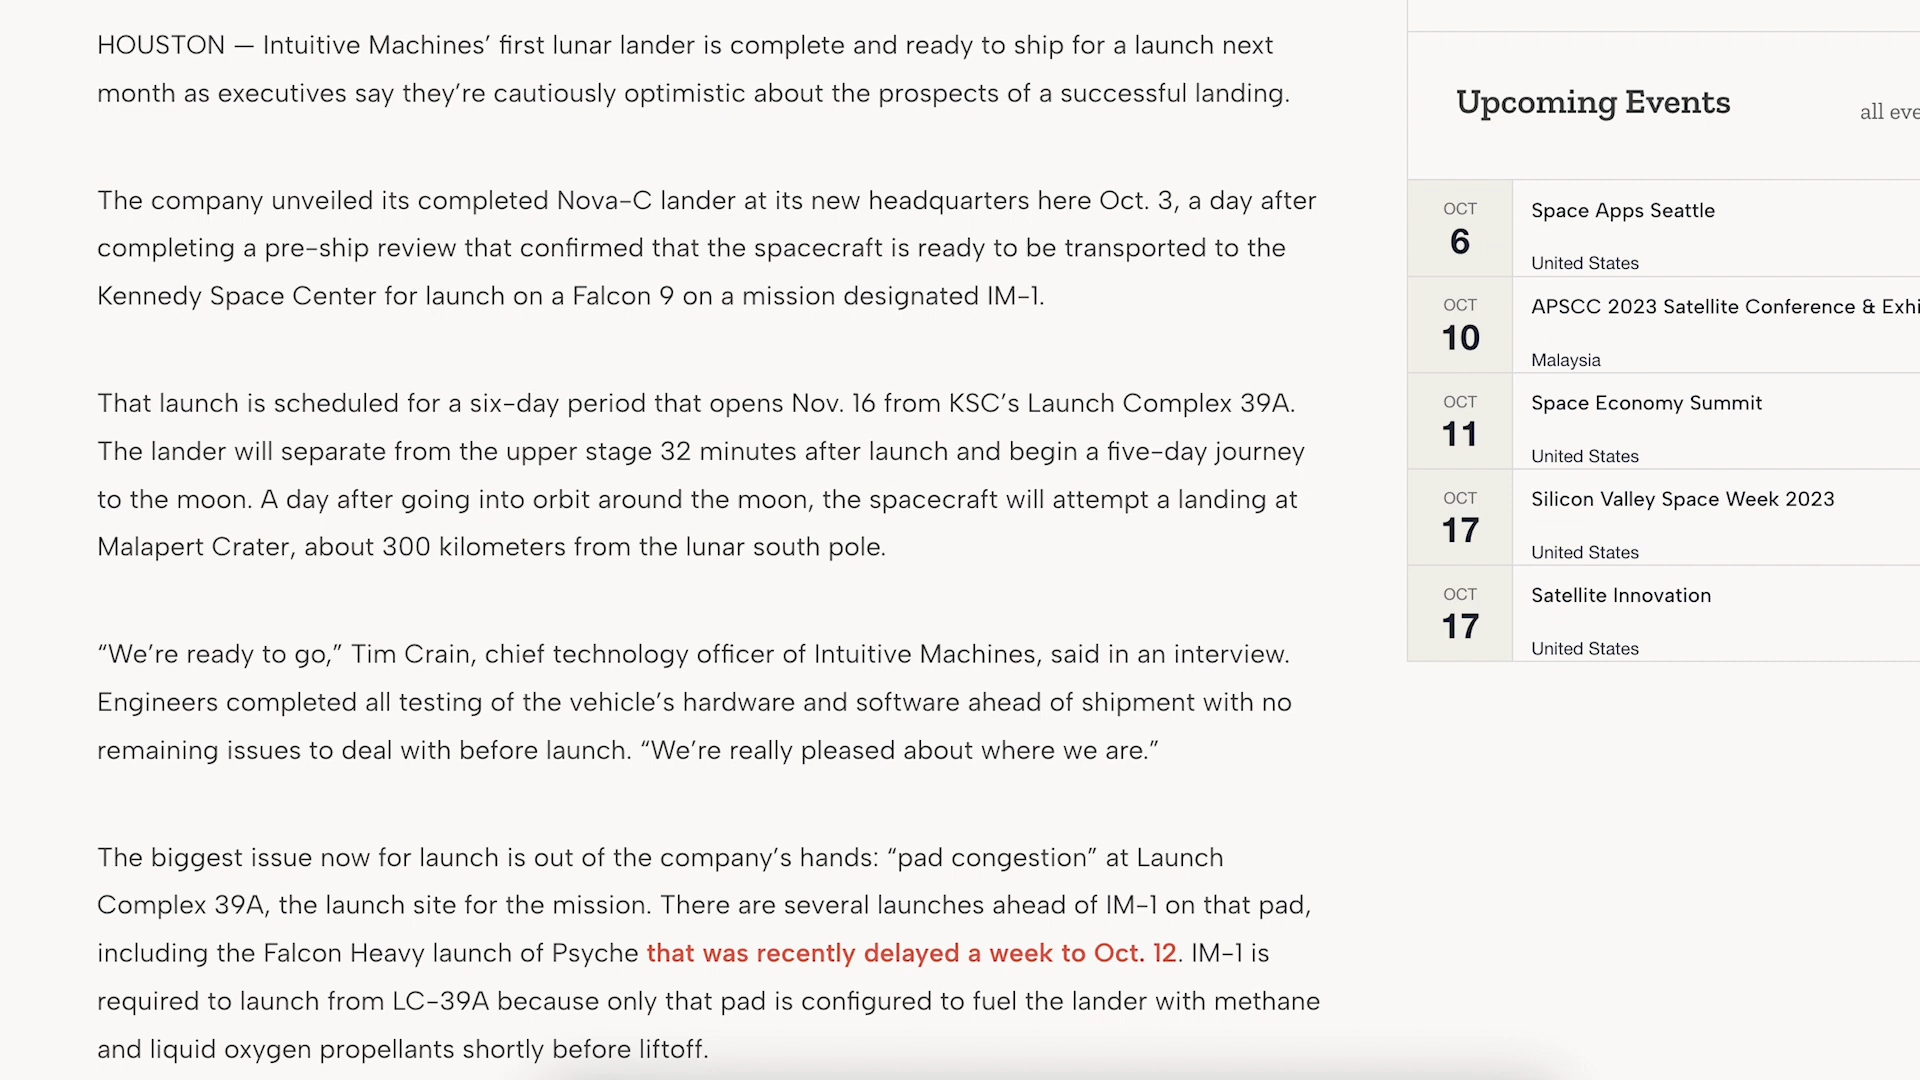 HOUSTON — Intuitive Machines’ first lunar lander is complete and ready to ship for a launch next
month as executives say they’re cautiously optimistic about the prospects of a successful landing.
The company unveiled its completed Nova-C lander at its new headquarters here Oct. 3, a day after
completing a pre-ship review that confirmed that the spacecraft is ready to be transported to the
Kennedy Space Center for launch on a Falcon 9 on a mission designated IM-1.
That launch is scheduled for a six-day period that opens Nov. 16 from KSC’s Launch Complex 39A.
The lander will separate from the upper stage 32 minutes after launch and begin a five-day journey
to the moon. A day after going into orbit around the moon, the spacecraft will attempt a landing at
Malapert Crater, about 300 kilometers from the lunar south pole.
“We’re ready to go,” Tim Crain, chief technology officer of Intuitive Machines, said in an interview.
Engineers completed all testing of the vehicle’s hardware and software ahead of shipment with no
remaining issues to deal with before launch. “We’re really pleased about where we are.”
The biggest issue now for launch is out of the company’s hands: “pad congestion” at Launch
Complex 39A, the launch site for the mission. There are several launches ahead of IM-1 on that pad,
including the Falcon Heavy launch of Psyche that was recently delayed a week to Oct. 12. IM-1 is
required to launch from LC-39A because only that pad is configured to fuel the lander with methane
and liquid oxygen propellants shortly before liftoff.
Upcoming Events
all eve
OCT
6
Space Apps Seattle
United States
OCT
10
APSCC 2023 Satellite Conference & Exhi
Malaysia
OCT
11
Space Economy Summit
United States
OCT
17
Silicon Valley Space Week 2023
United States
OCT
17
Satellite Innovation
United States